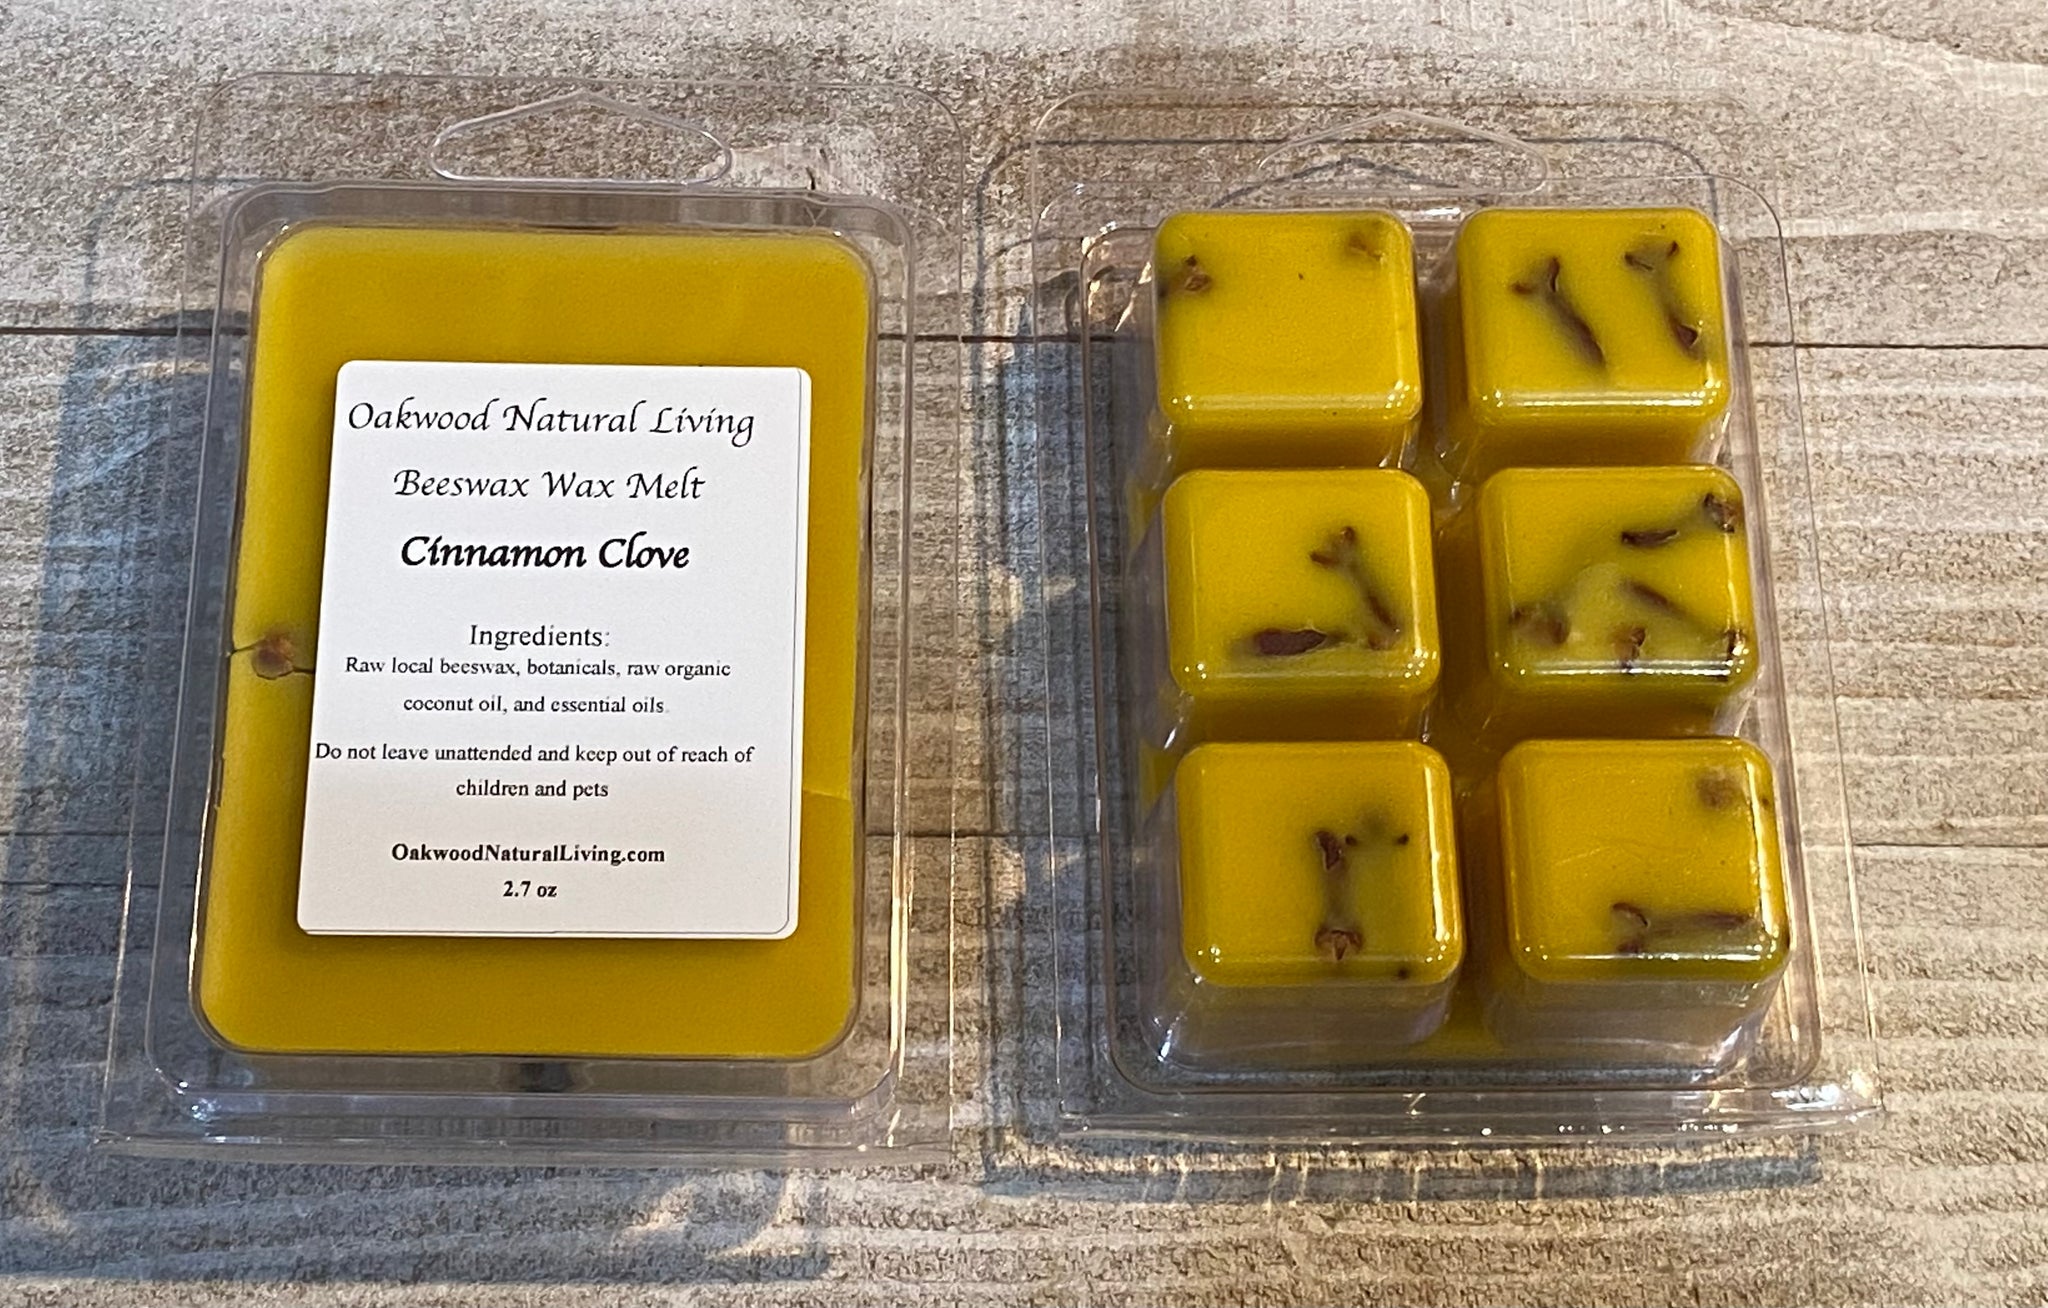 Oakwood Natural Living
Beeswax Wax Melt
Cinnamon Clove
Ingredients:
Raw local beeswax, botanicals, raw organic
coconut oil, and essential oils.
Do not leave unattended and keep out of reach of
children and pets
OakwoodNaturalLiving.com
2.7 oz